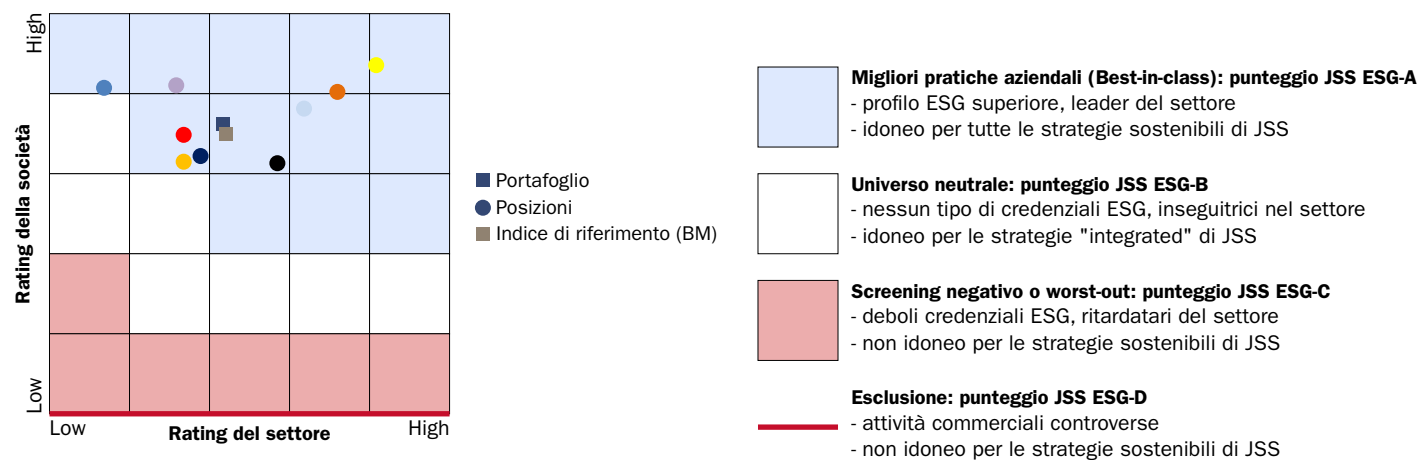 High
Rating della società
Low
Low
Rating del settore
High
Portafoglio
Posizioni
Indice di riferimento (BM)
Migliori pratiche aziendali (Best-in-class): punteggio JSS ESG-A
- profilo ESG superiore, leader del settore
- idoneo per tutte le strategie sostenibili di JSS
Universo neutrale: punteggio JSS ESG-B
- nessun tipo di credenziali ESG, inseguitrici nel settore
- idoneo per le strategie "integrated" di JSS
Screening negativo o worst-out: punteggio JSS ESG-C
- deboli credenziali ESG, ritardatari del settore
- non idoneo per le strategie sostenibili di JSS
Esclusione: punteggio JSS ESG-D
- attività commerciali controverse
- non idoneo per le strategie sostenibili di JSS